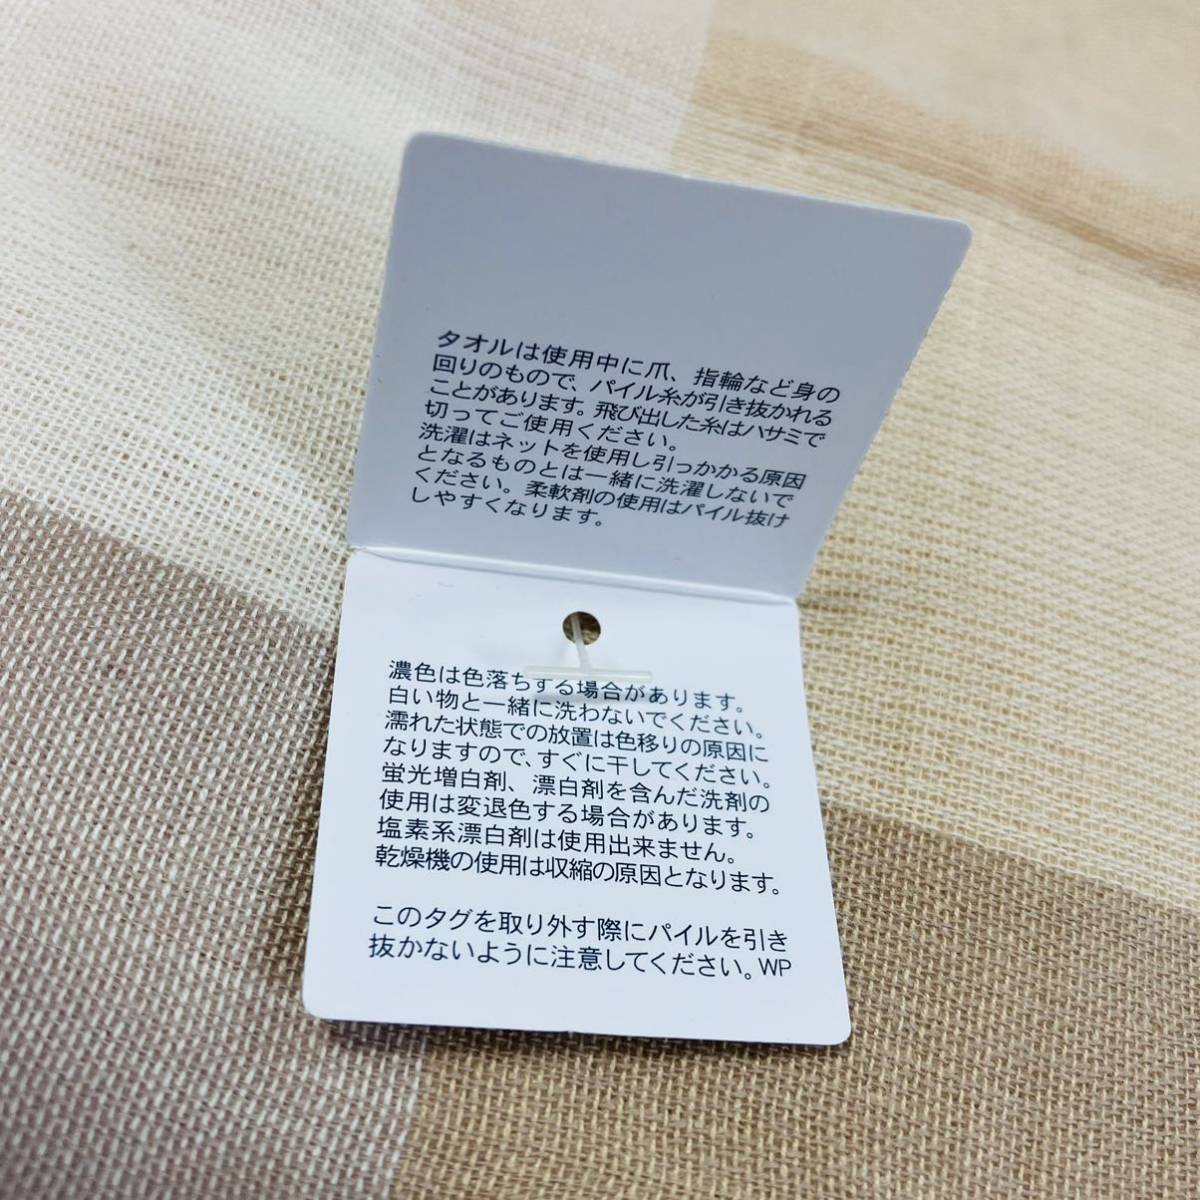 タオルは使用中に爪、指輪など身の
回りのもので、パイル糸が引き抜かれる
ことがあります。飛び出した糸はハサミで
切ってご使用ください。
洗濯はネットを使用し引っかかる原因
となるものとは一緒に洗濯しないで
ください。柔軟剤の使用はパイル抜け
しやすくなります。
濃色は色落ちする場合があります。
白い物と一緒に洗わないでください。
濡れた状態での放置は色移りの原因に
なりますので、すぐに干してください。
蛍光増白剤、漂白剤を含んだ洗剤の
使用は変退色する場合があります。
塩素系漂白剤は使用出来ません。
乾燥機の使用は収縮の原因となります。
このタグを取り外す際にパイルを引き
抜かないように注意してください。WP